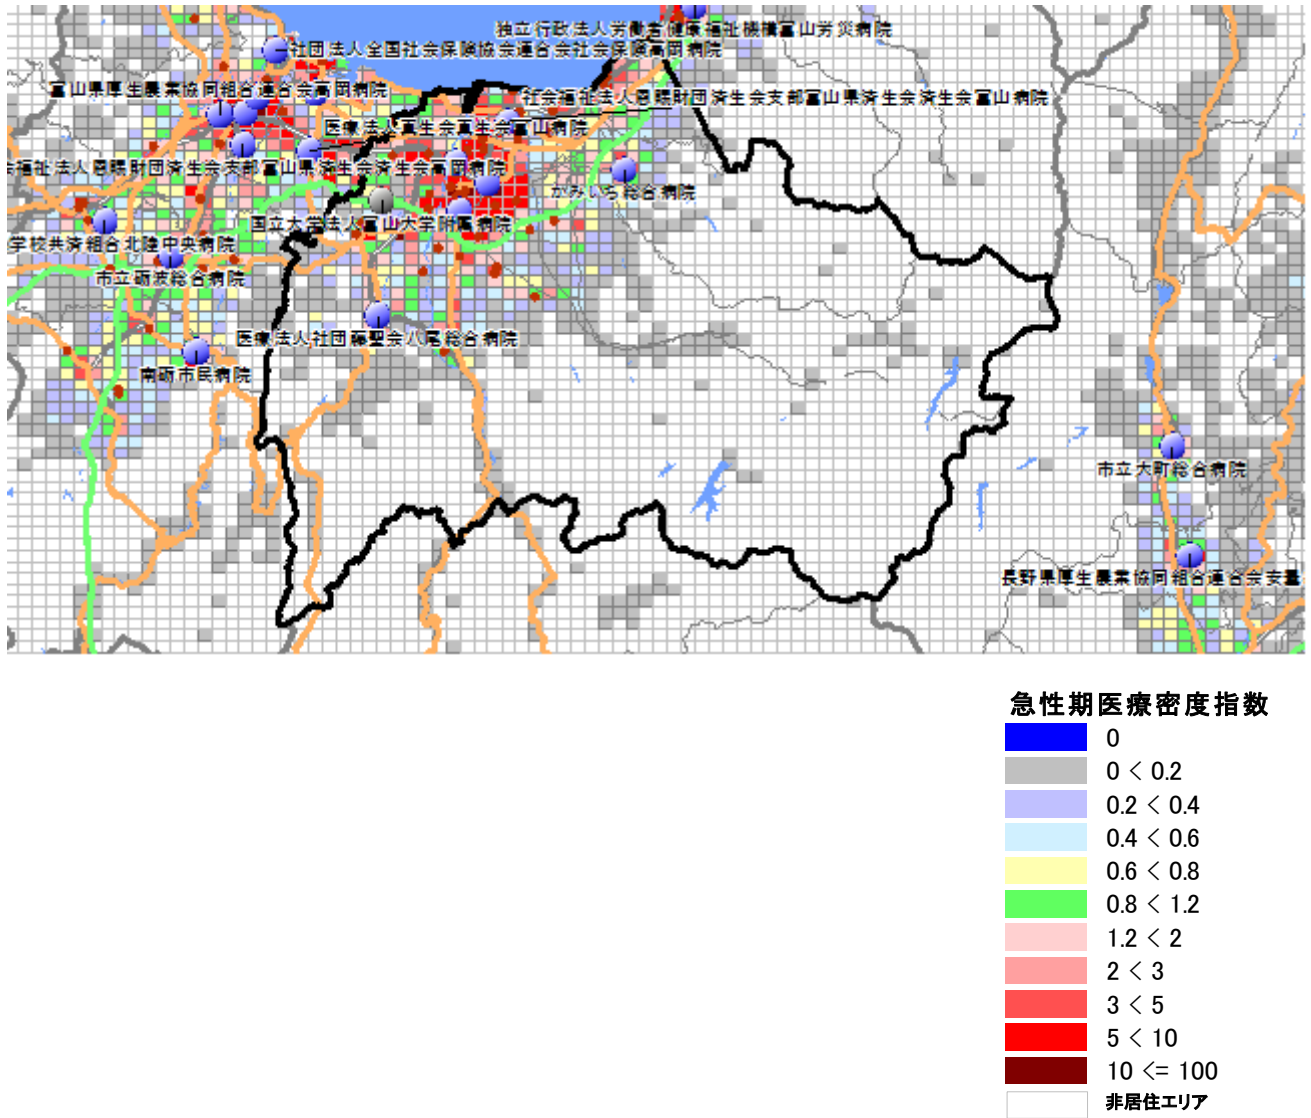 独立行政法人労働者健康福祉機構富山労災病院
社団法人全国社会保険協会連合会社会保険高岡病院
富山県厚生農業協同組合連合会高岡病院
社会福祉法人恩賜財団済生会支部富山県済生会済生会富山病院
医療法人真生会真生会富山病院
会福祉法人恩賜財団済生会支部富山県済生会済生会高岡病院
かみいち総合病院
国立大学法人富山大学附属病院
学校共済組合北陸中央病院
市立砺波総合病院
医療法人社団藤聖会八尾総合病院
南砺市民病院
市立大町総合病院
長野県厚生農業協同組合連合会安曇
急性期医療密度指数
0
0 < 0.2
0.2 < 0.4
0.4 < 0.6
0.6 < 0.8
0.8 < 1.2
1.2 < 2
2 < 3
3 < 5
5 < 10
10 <= 100
非居住エリア